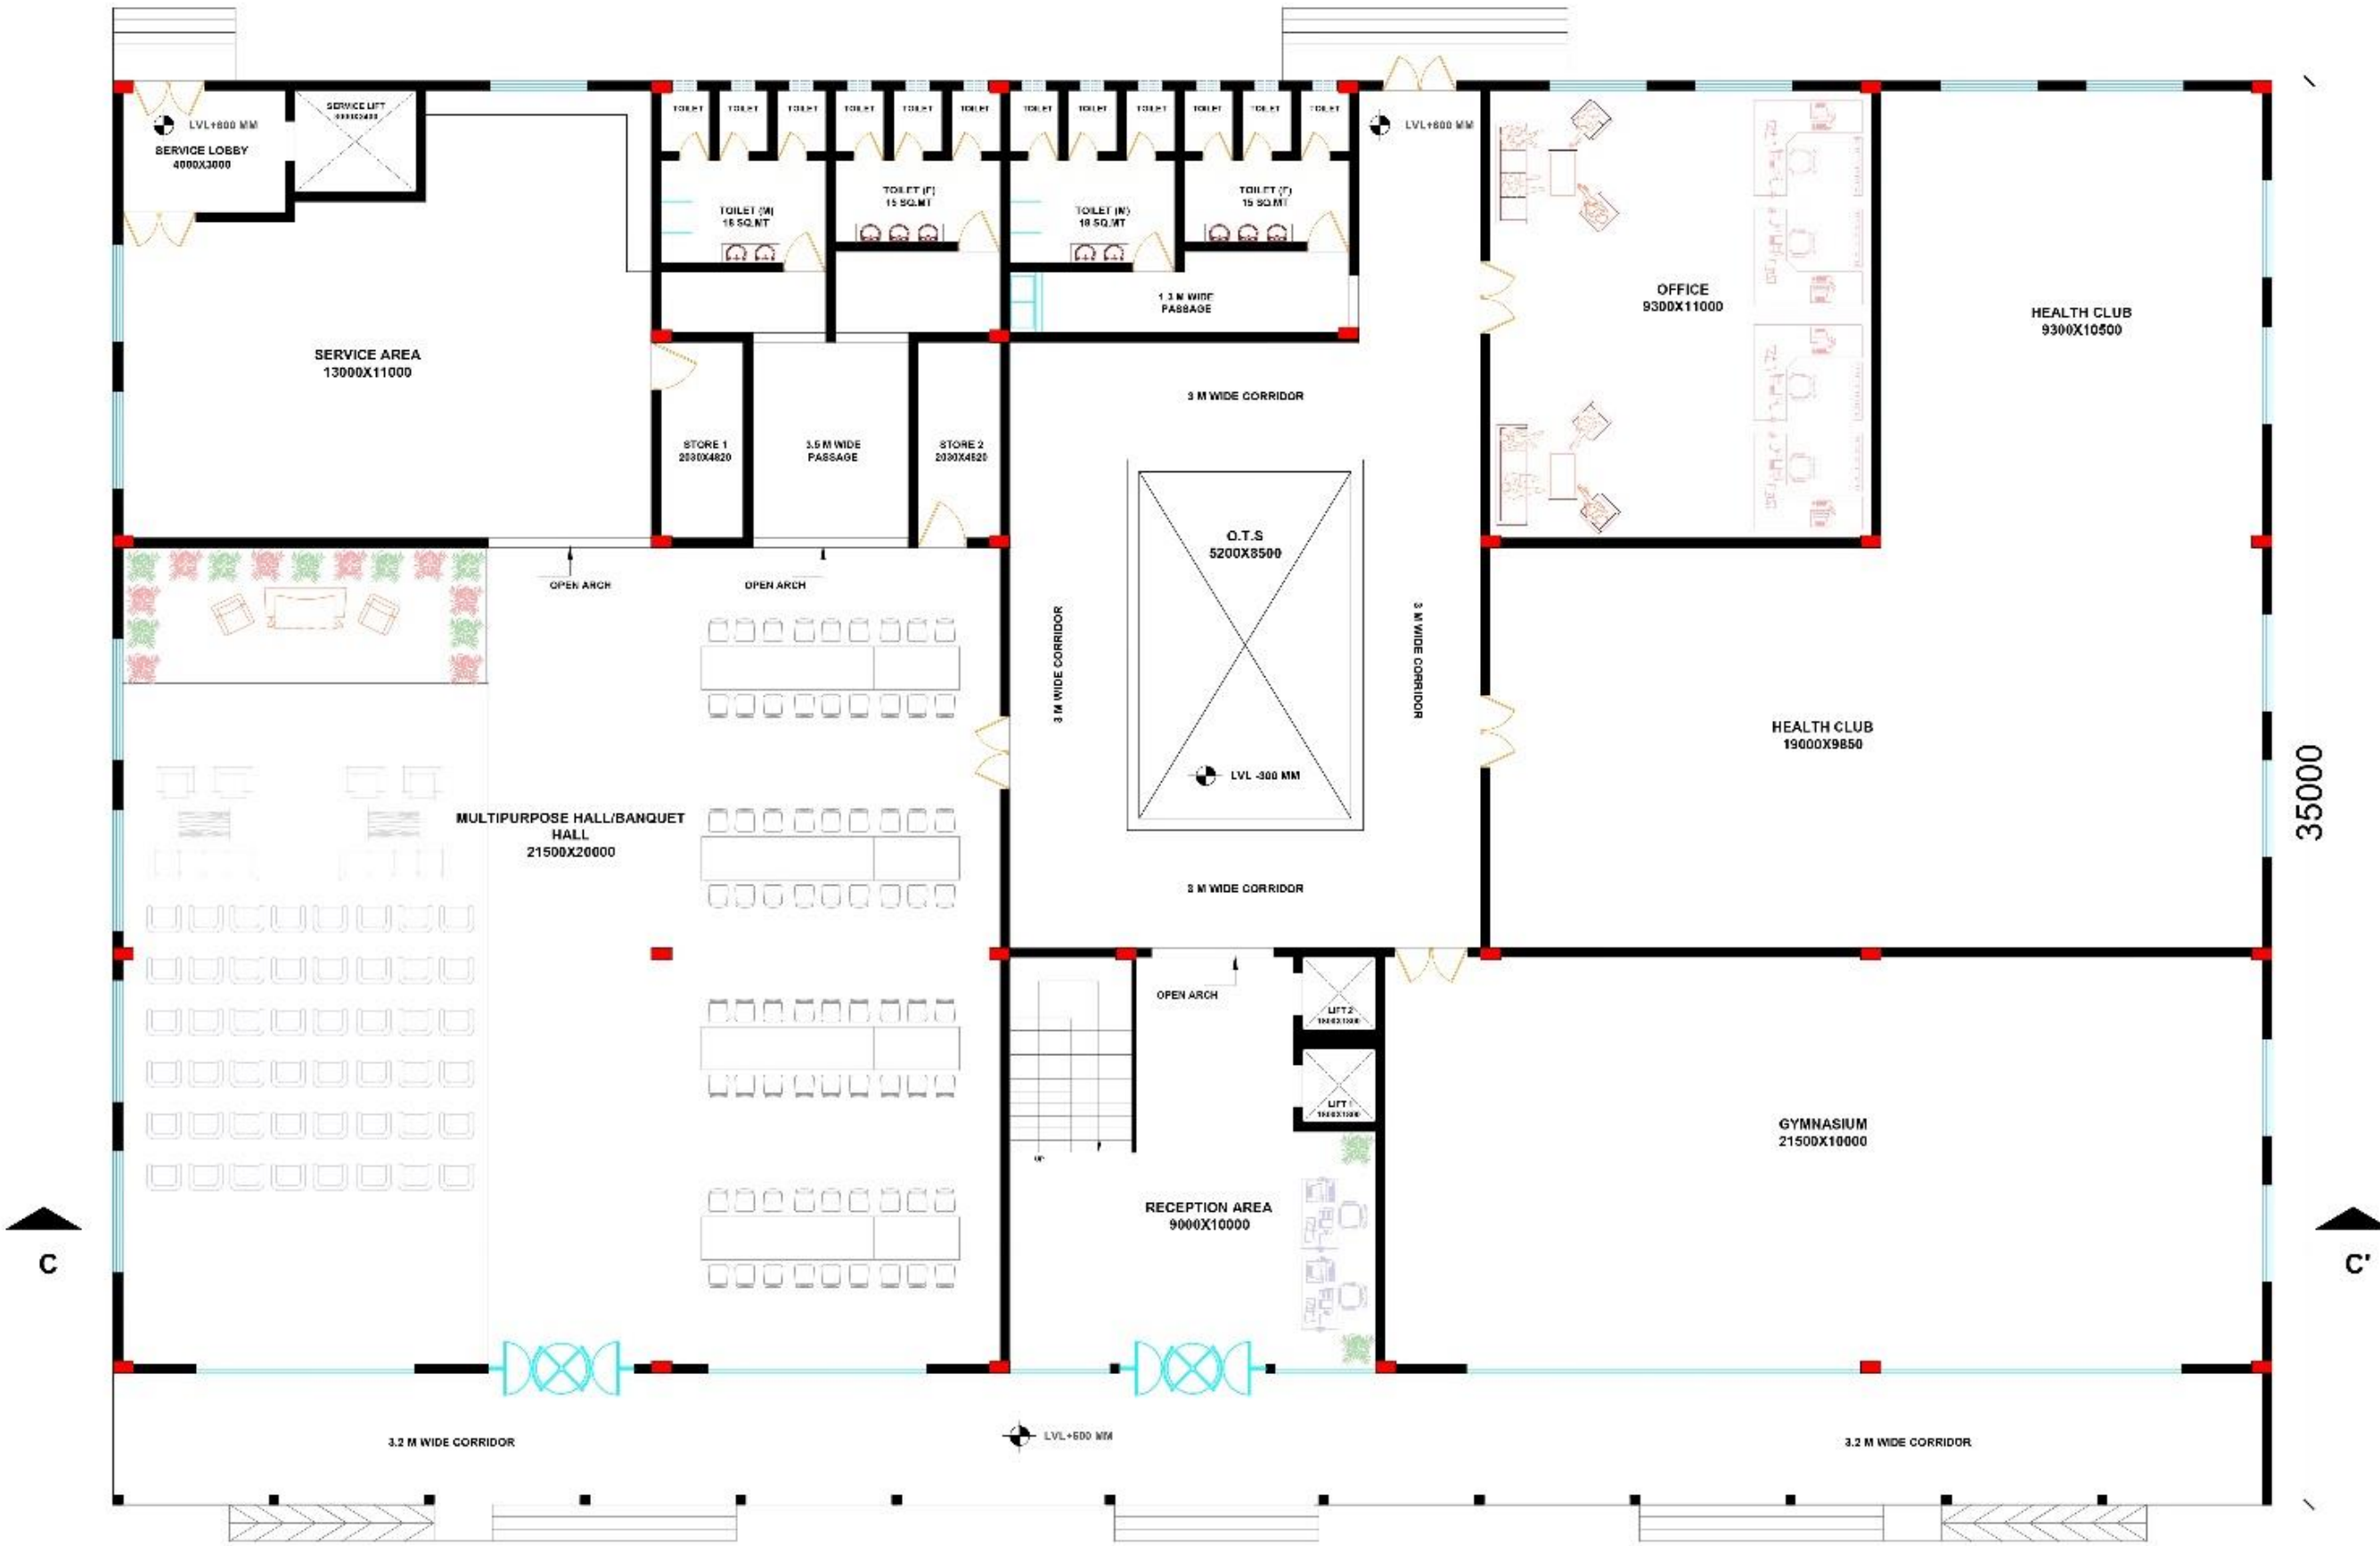 SERVICE LIFT
LVL+600 MM
SERVICE LOBBY
4000X3000
TOILET
TOILET
TOILET
TOILET
TOILET
TOILET
TOILET
TOILET
TOILET
TOILET
TOILET
TOILET
LVL+600 MM
TOILET (M)
18 SQ.MT
TOILET (F)
15 SQ.MT
TOILET (M)
18 SQ.MT
TOILET (F)
15 SQ.MT
PASSAGE
OFFICE
9300X11000
HEALTH CLUB
9300X10500
SERVICE AREA
13000X11000
3 M WIDE CORRIDOR
STORE 1
2030X4820
3.5 M WIDE
PASSAGE
STORE 2
2030X4820
O.T.S
5200X8500
OPEN ARCH
OPEN ARCH
3 M WIDE CORRIDOR
3 M WIDE CORRIDOR
HEALTH CLUB
19000X9850
LVL -300 MM
35000
MULTIPURPOSE HALL/BANQUET
HALL
21500X20000
3 M WIDE CORRIDOR
OPEN ARCH
LIFT 2
LIFT 1
UP
GYMNASIUM
21500X10000
RECEPTION AREA
9000X10000
C
C'
3.2 M WIDE CORRIDOR
LVL+600 MM
3.2 M WIDE CORRIDOR